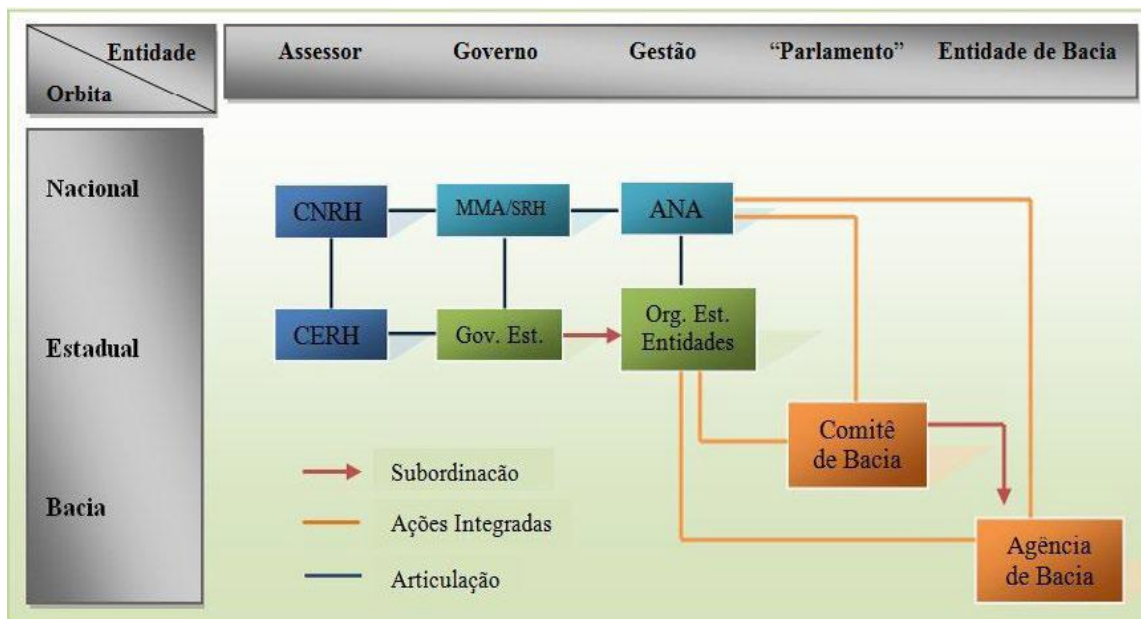 Entidade
Orbita
Assessor Governo Gestão “Parlamento” Entidade de Bacia
Nacional
CNRH MMA/SRH ANA
Estadual
CERH Gov. Est. Org. Est.
Entidades
Comitê
de Bacia
Bacia
Subordinacão
Ações Integradas
Articulação
Agência
de Bacia